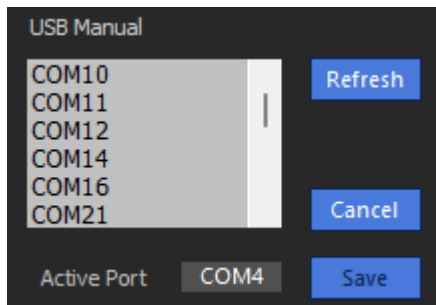 USB Manual
COM10
COM11
COM12
COM14
COM16
COM21
Refresh
Cancel
Active Port COM4 Save